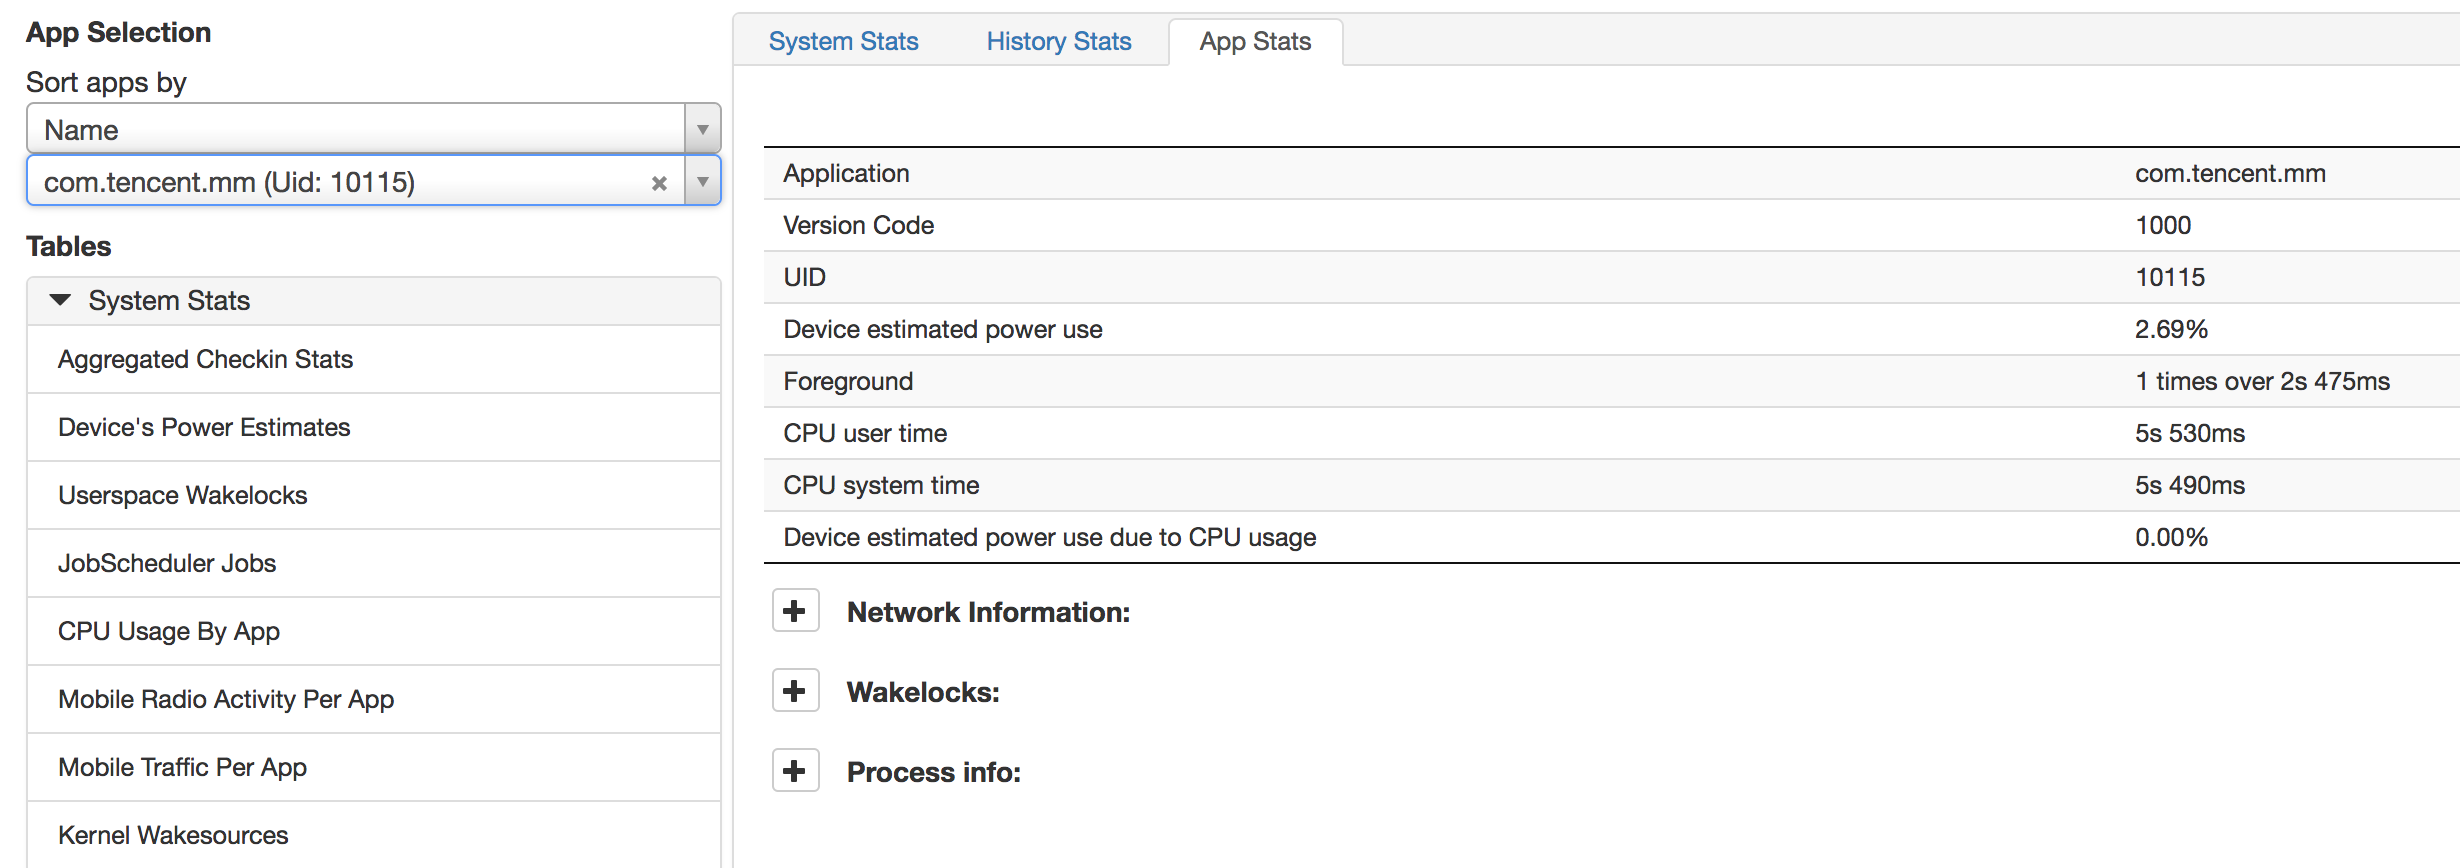 App Selection
Sort apps by
Name
com.tencent.mm (Uid: 10115)
Tables
System Stats
Aggregated Checkin Stats
Device's Power Estimates
Userspace Wakelocks
JobScheduler Jobs
CPU Usage By App
Mobile Radio Activity Per App
Mobile Traffic Per App
Kernel Wakesources
System Stats History Stats App Stats
Application com.tencent.mm
Version Code 1000
UID 10115
Device estimated power use 2.69%
Foreground 1 times over 2s 475ms
CPU user time 5s 530ms
CPU system time 5s 490ms
Device estimated power use due to CPU usage 0.00%
Network Information:
Wakelocks:
Process info: